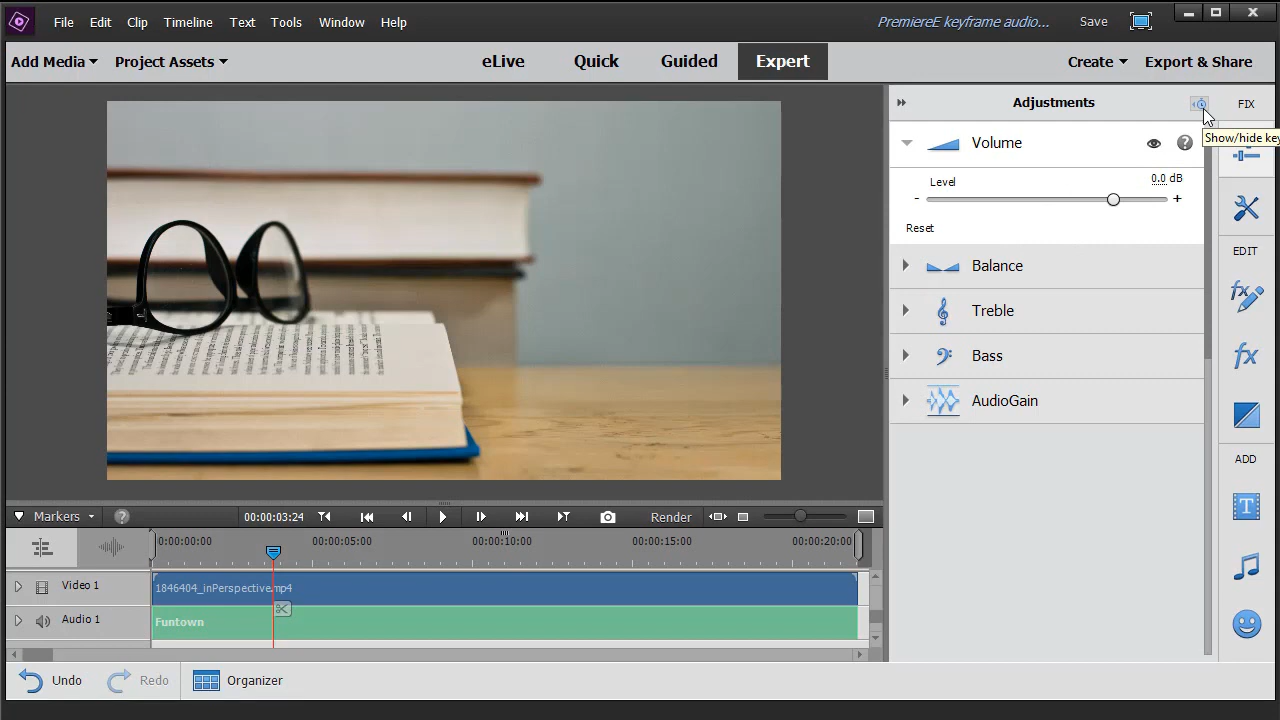 File Edit Clip Timeline Text Tools Window Help PremiereE keyframe audio... Save
Add Media Project Assets eLive Quick Guided Expert Create Export & Share
Adjustments FIX
Show/hide key
Volume
Level 0.0 dB
- +
Reset
Balance
EDIT
Treble
Bass
AudioGain
ADD
Markers 00:00:03:24 Render
0:00:00:00 00:00:05:00 00:00:10:00 00:00:15:00 00:00:20:00
Video 1 1846404_inPerspective.mp4
Audio 1 Funtown
Undo Redo Organizer